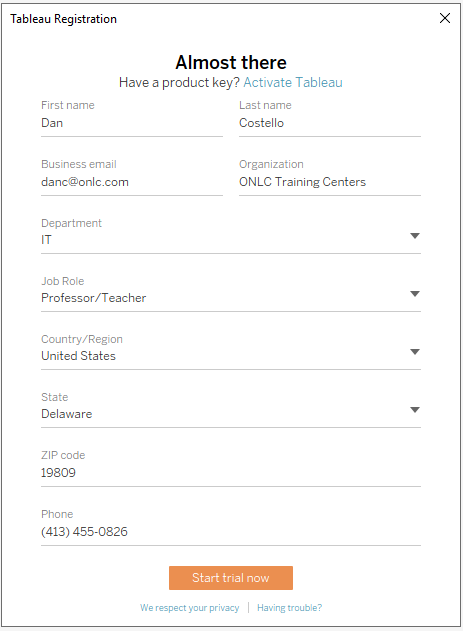 Tableau Registration
Almost there
Have a product key? Activate Tableau
First name Last name
Dan Costello
Business email Organization
danc@onlc.com ONLC Training Centers
Department
IT
Job Role
Professor/Teacher
Country/Region
United States
State
Delaware
ZIP code
19809
Phone
(413) 455-0826
Start trial now
We respect your privacy | Having trouble?